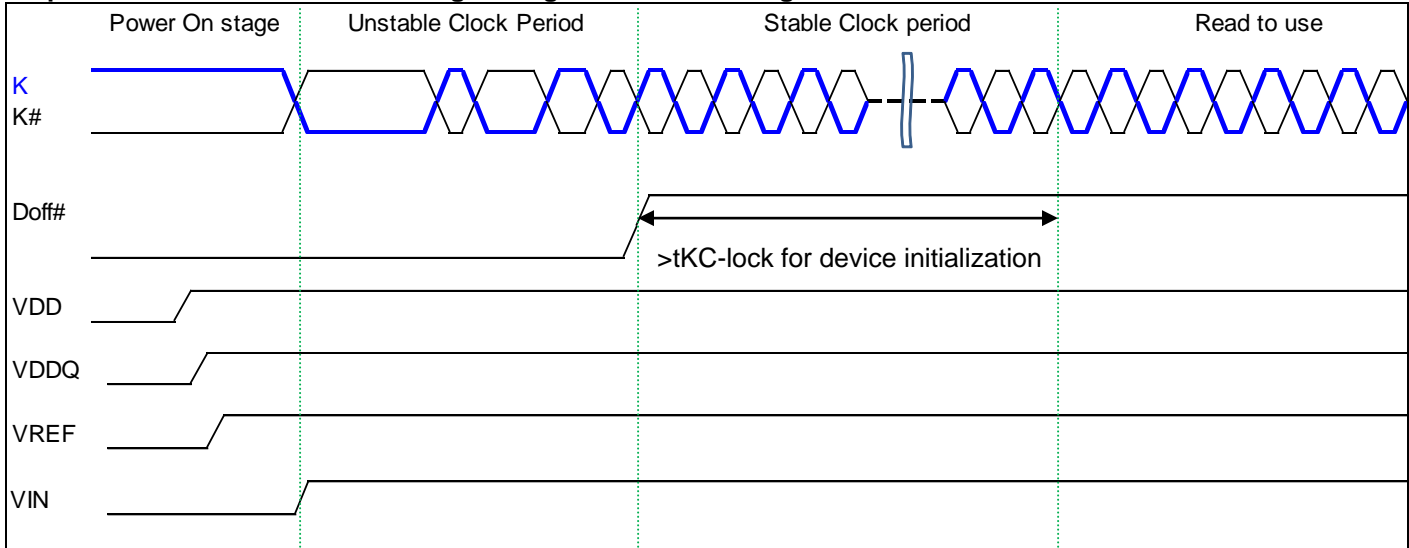 Power On stage
Unstable Clock Period
Stable Clock period
Read to use
K
K#
Doff#
>tKC-lock for device initialization
VDD
VDDQ
VREF
VIN